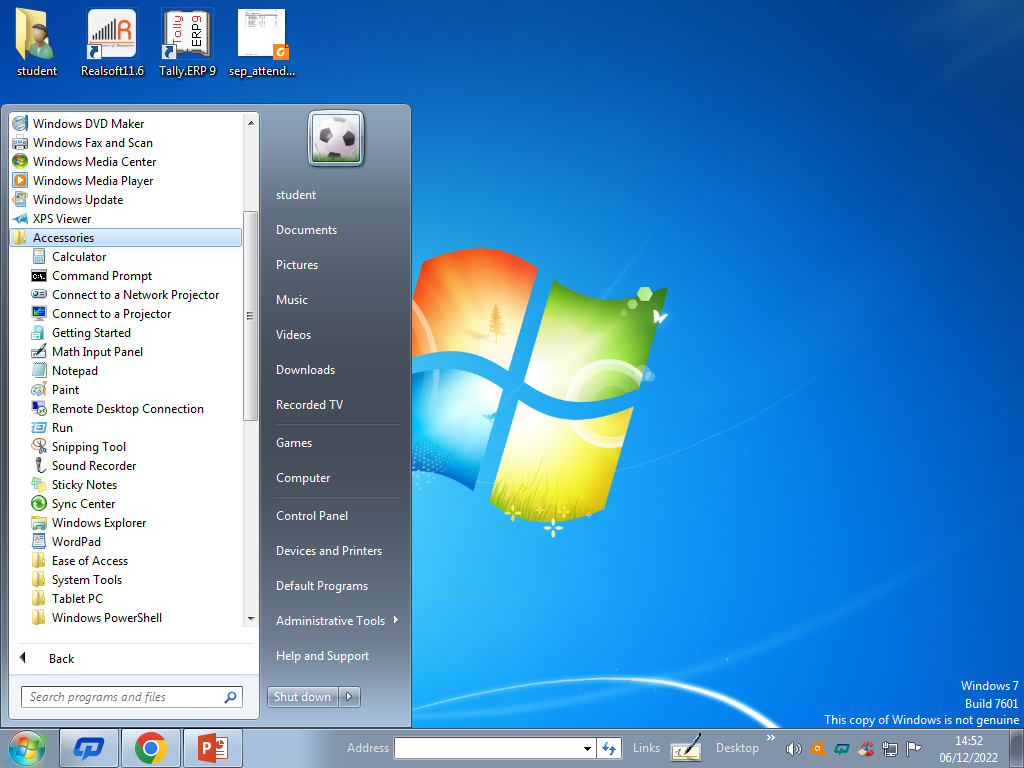 student
Realsoft11.6
Tally.ERP 9
sep_attend...
Tally
ERP9
Windows DVD Maker
Windows Fax and Scan
Windows Media Center
Windows Media Player
Windows Update
XPS Viewer
Accessories
Calculator
Command Prompt
Connect to a Network Projector
Connect to a Projector
Getting Started
Math Input Panel
Notepad
Paint
Remote Desktop Connection
Run
Snipping Tool
Sound Recorder
Sticky Notes
Sync Center
Windows Explorer
WordPad
Ease of Access
System Tools
Tablet PC
Windows PowerShell
Back
Search programs and files
student
Documents
Pictures
Music
Videos
Downloads
Recorded TV
Games
Computer
Control Panel
Devices and Printers
Default Programs
Administrative Tools
Help and Support
Shut down
Windows 7
Build 7601
This copy of Windows is not genuine
Address
Links
Desktop
14:52
06/12/2022